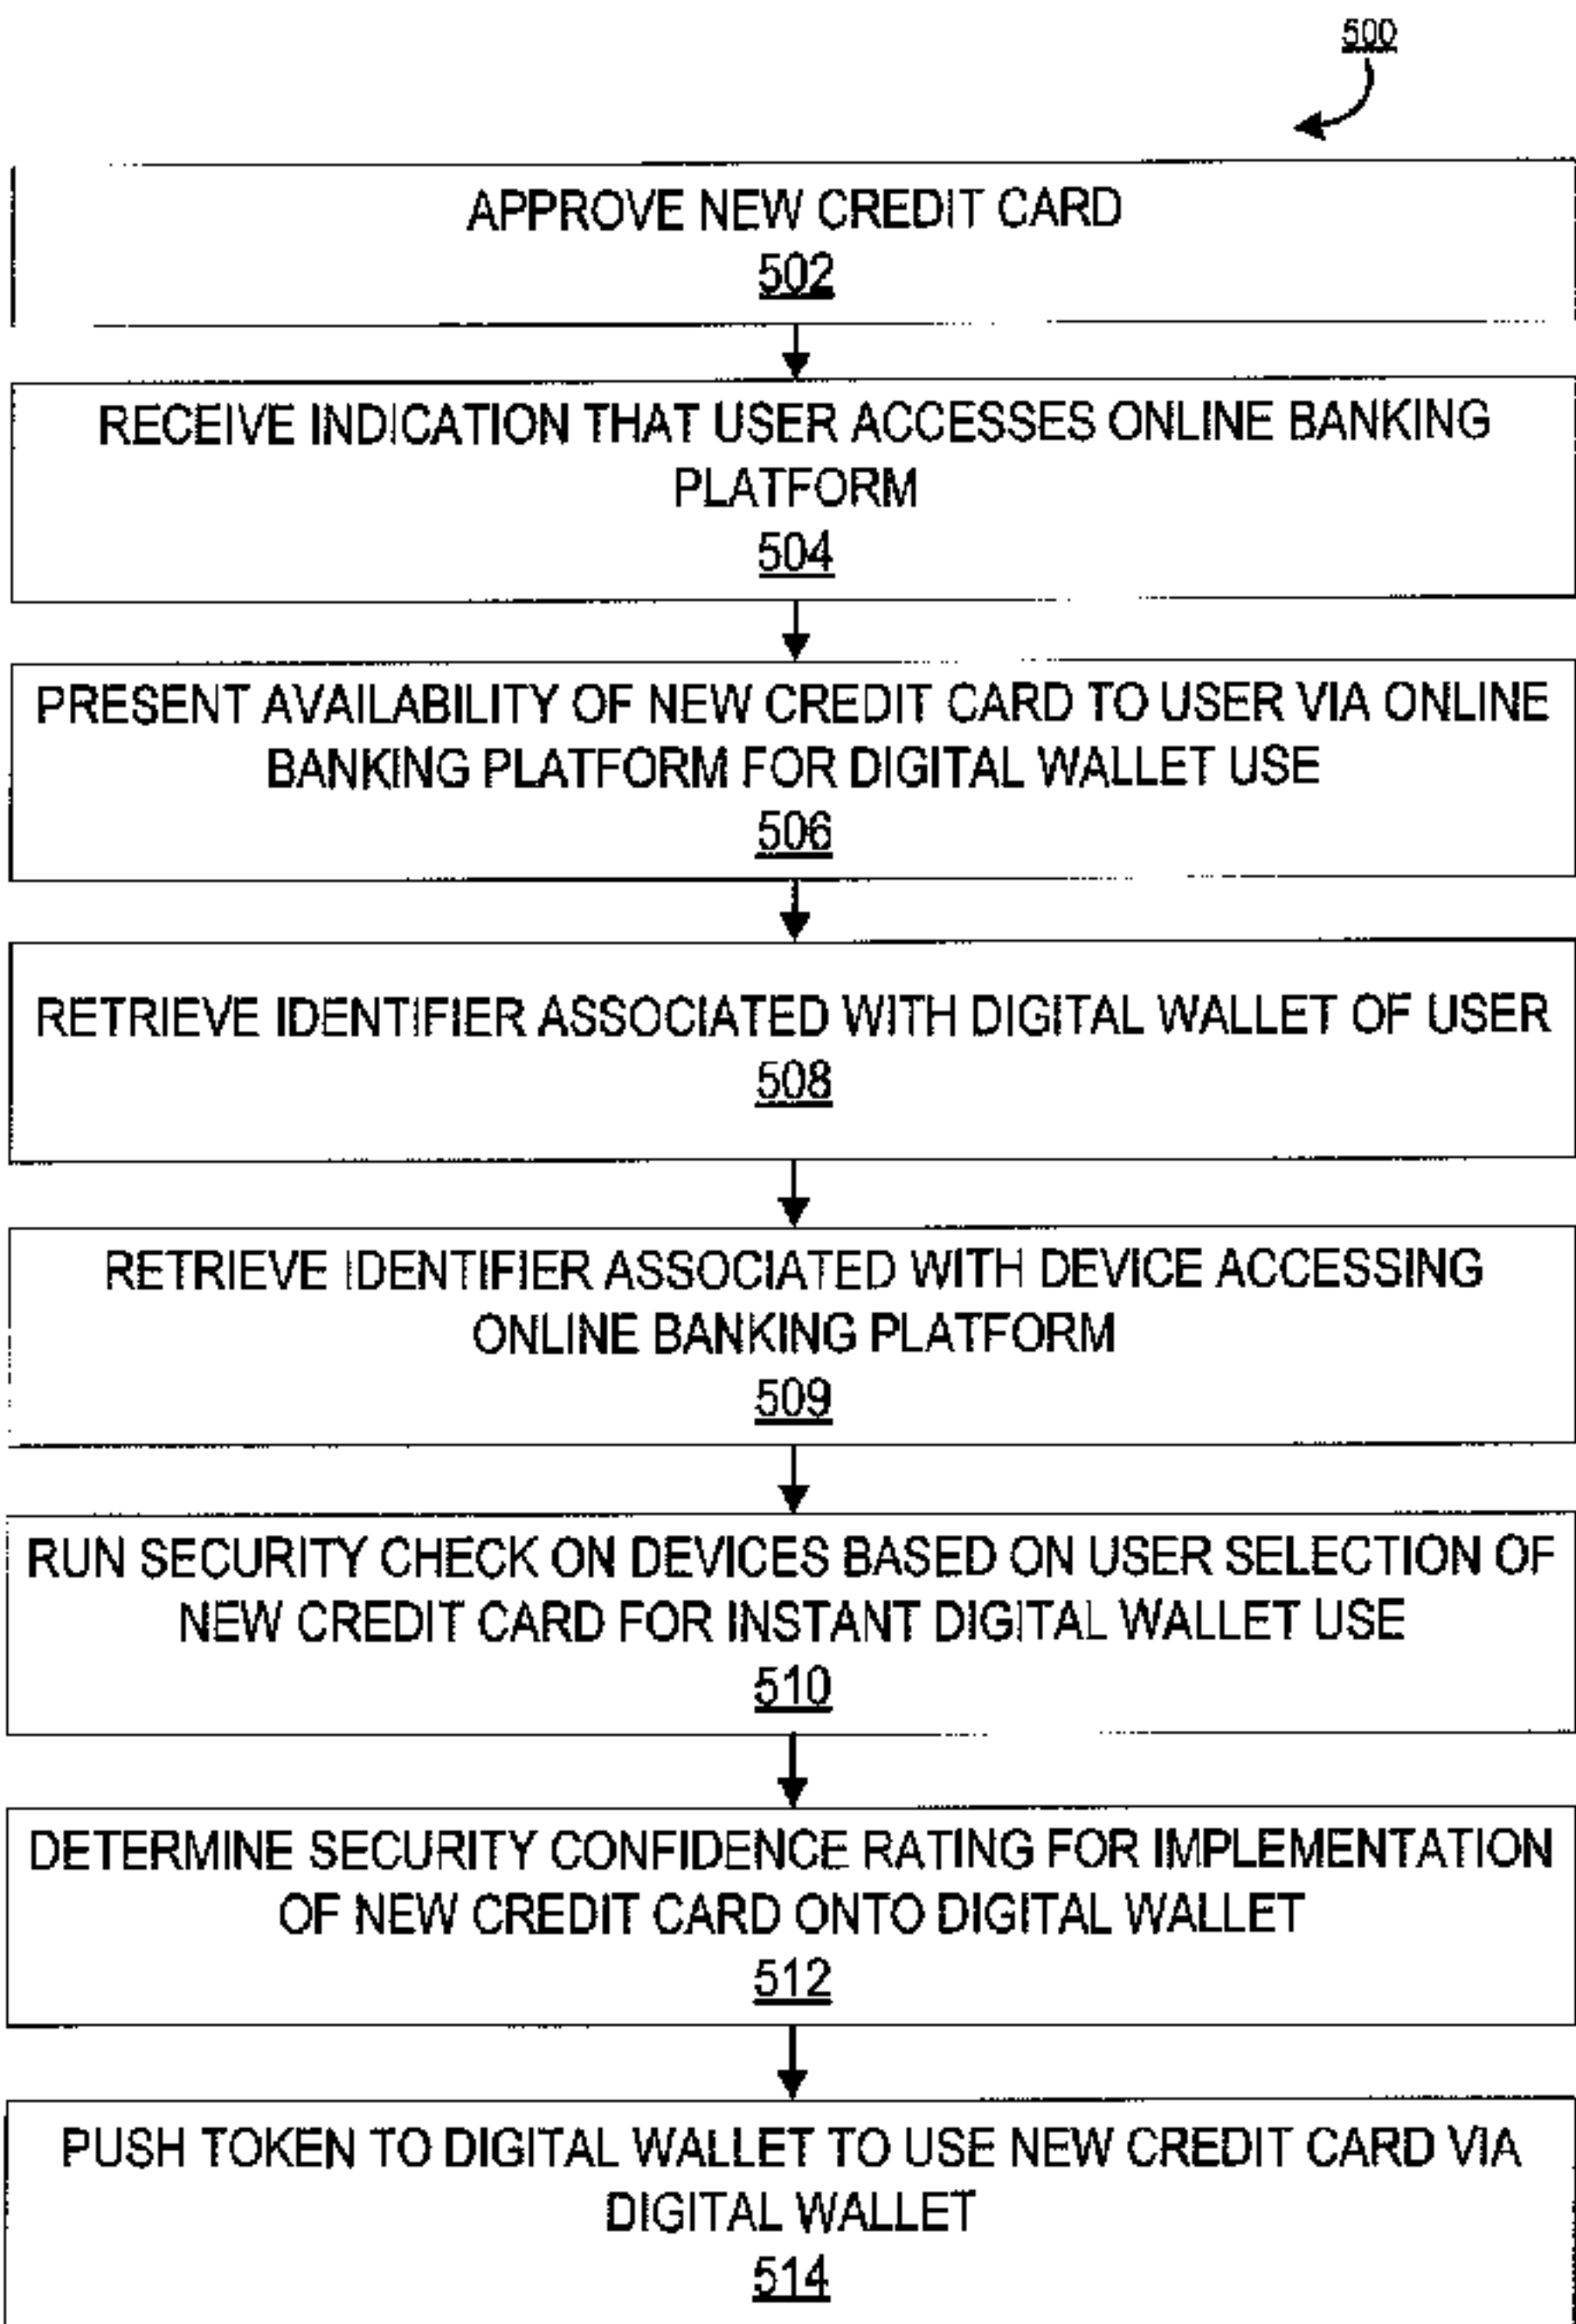 500
APPROVE NEW CREDIT CARD
502
RECEIVE INDICATION THAT USER ACCESSES ONLINE BANKING
PLATFORM
504
PRESENT AVAILABILITY OF NEW CREDIT CARD TO USER VIA ONLINE
BANKING PLATFORM FOR DIGITAL WALLET USE
506
RETRIEVE IDENTIFIER ASSOCIATED WITH DIGITAL WALLET OF USER
508
RETRIEVE IDENTIFIER ASSOCIATED WITH DEVICE ACCESSING
ONLINE BANKING PLATFORM
509
RUN SECURITY CHECK ON DEVICES BASED ON USER SELECTION OF
NEW CREDIT CARD FOR INSTANT DIGITAL WALLET USE
510
DETERMINE SECURITY CONFIDENCE RATING FOR IMPLEMENTATION
OF NEW CREDIT CARD ONTO DIGITAL WALLET
512
PUSH TOKEN TO DIGITAL WALLET TO USE NEW CREDIT CARD VIA
DIGITAL WALLET
514